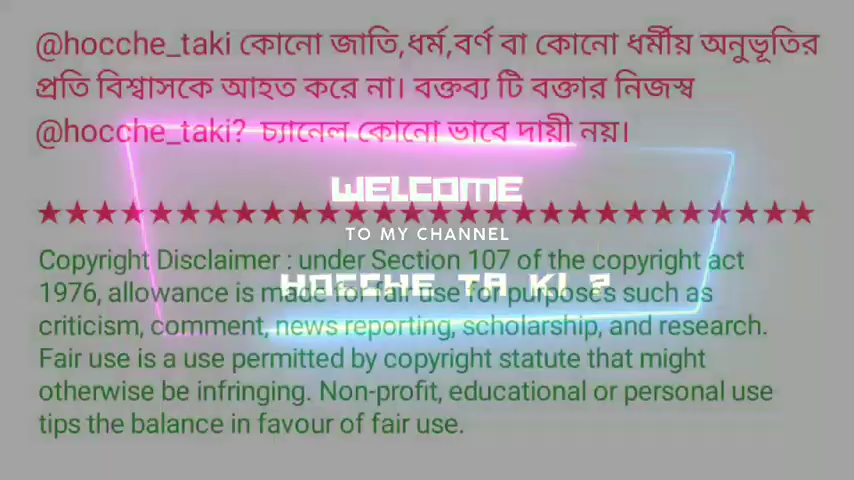 @hocche_taki কোনো জাতি,ধর্ম,বর্ণ বা কোনো ধর্মীয় অনুভূতির
প্রতি বিশ্বাসকে আহত করে না। বক্তব্য টি বক্তার নিজস্ব
@hocche_taki? চ্যানেল কোনো ভাবে দায়ী নয়।
WELCOME
★★★★★★★★★★★★★★★★★★★★★★★★★★★★
TO MY CHANNEL
Copyright Disclaimer : under Section 107 of the copyright act
HOCCHE TA KI ?
1976, allowance is made for fair use for purposes such as
criticism, comment, news reporting, scholarship, and research.
Fair use is a use permitted by copyright statute that might
otherwise be infringing. Non-profit, educational or personal use
tips the balance in favour of fair use.